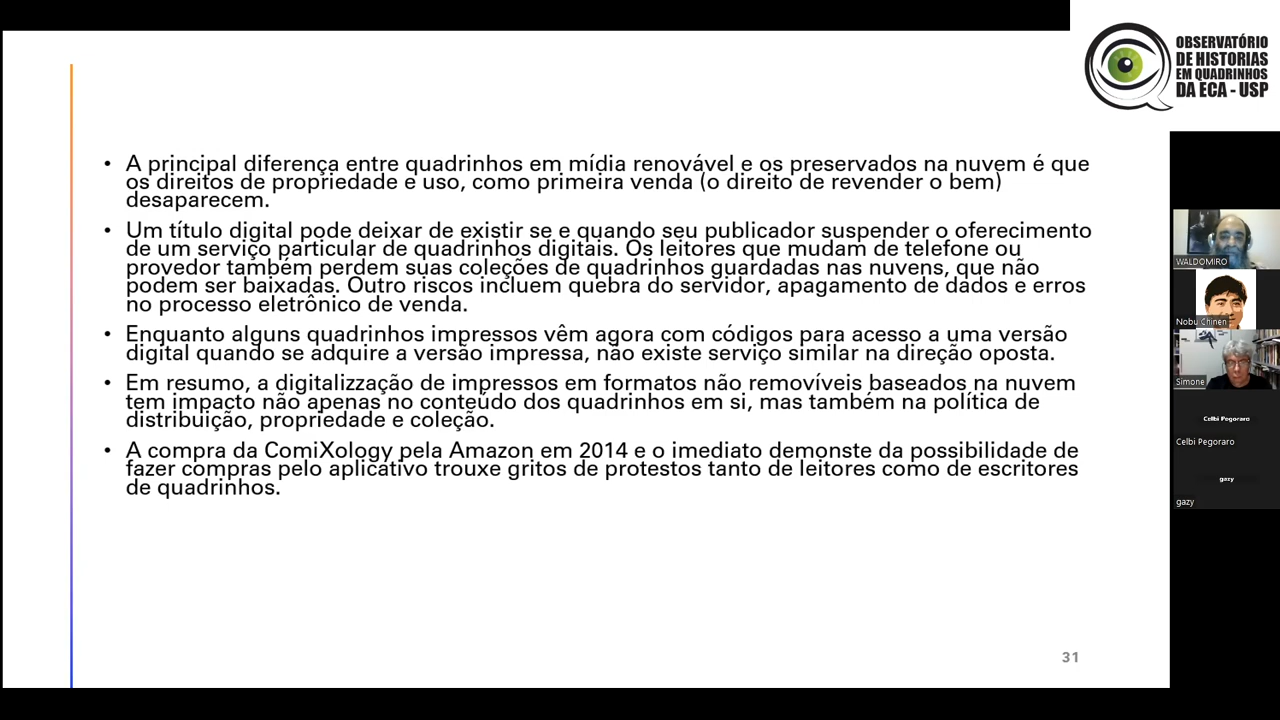 OBSERVATÓRIO
DE HISTORIAS
EM QUADRINHOS
DA ECA - USP
• A principal diferença entre quadrinhos em mídia renovável e os preservados na nuvem é que
os direitos de propriedade e uso, como primeira venda (o direito de revender o bem)
desaparecem.
• Um título digital pode deixar de existir se e quando seu publicador suspender o oferecimento
de um serviço particular de quadrinhos digitais. Os leitores que mudam de telefone ou
provedor também perdem suas coleções de quadrinhos guardadas nas nuvens, que não
podem ser baixadas. Outro riscos incluem quebra do servidor, apagamento de dados e erros
no processo eletrônico de venda.
• Enquanto alguns quadrinhos impressos vêm agora com códigos para acesso a uma versão
digital quando se adquire a versão impressa, não existe serviço similar na direção oposta.
• Em resumo, a digitalizzação de impressos em formatos não removíveis baseados na nuvem
tem impacto não apenas no conteúdo dos quadrinhos em si, mas também na política de
distribuição, propriedade e coleção.
• A compra da ComiXology pela Amazon em 2014 e o imediato demonste da possibilidade de
fazer compras pelo aplicativo trouxe gritos de protestos tanto de leitores como de escritores
de quadrinhos.
31
WALDOMIRO
Nobu Chinen
Simone
Celbi Pegoraro
Celbi Pegoraro
gazy
gazy